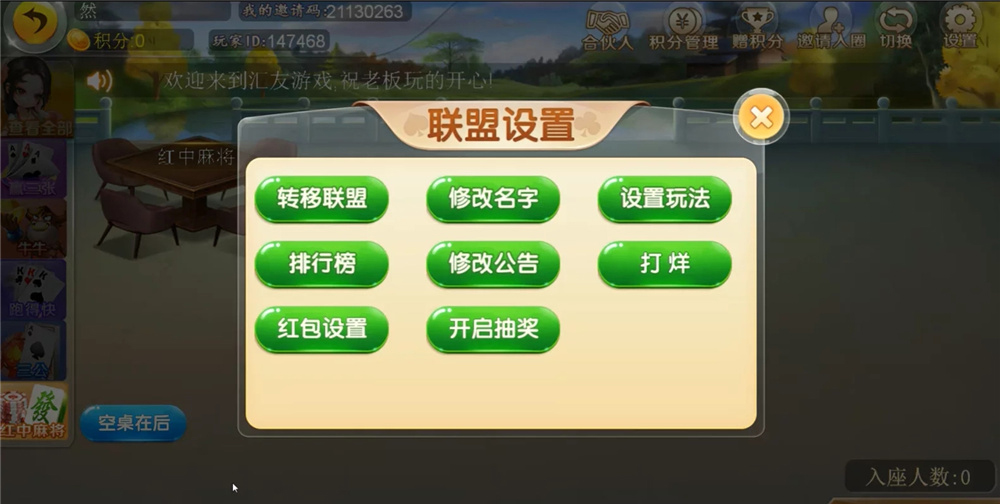 然
我的邀请码:21130263
积分:0
玩家ID:147468
合伙人
积分管理
赠积分
邀请入圈
切换
设置
欢迎来到汇友游戏,祝老板玩的开心!
查看全部
红中麻将
牛牛
跑得快
三公
红中麻将
空桌在后
联盟设置
转移联盟
修改名字
设置玩法
排行榜
修改公告
打烊
红包设置
开启抽奖
入座人数:0